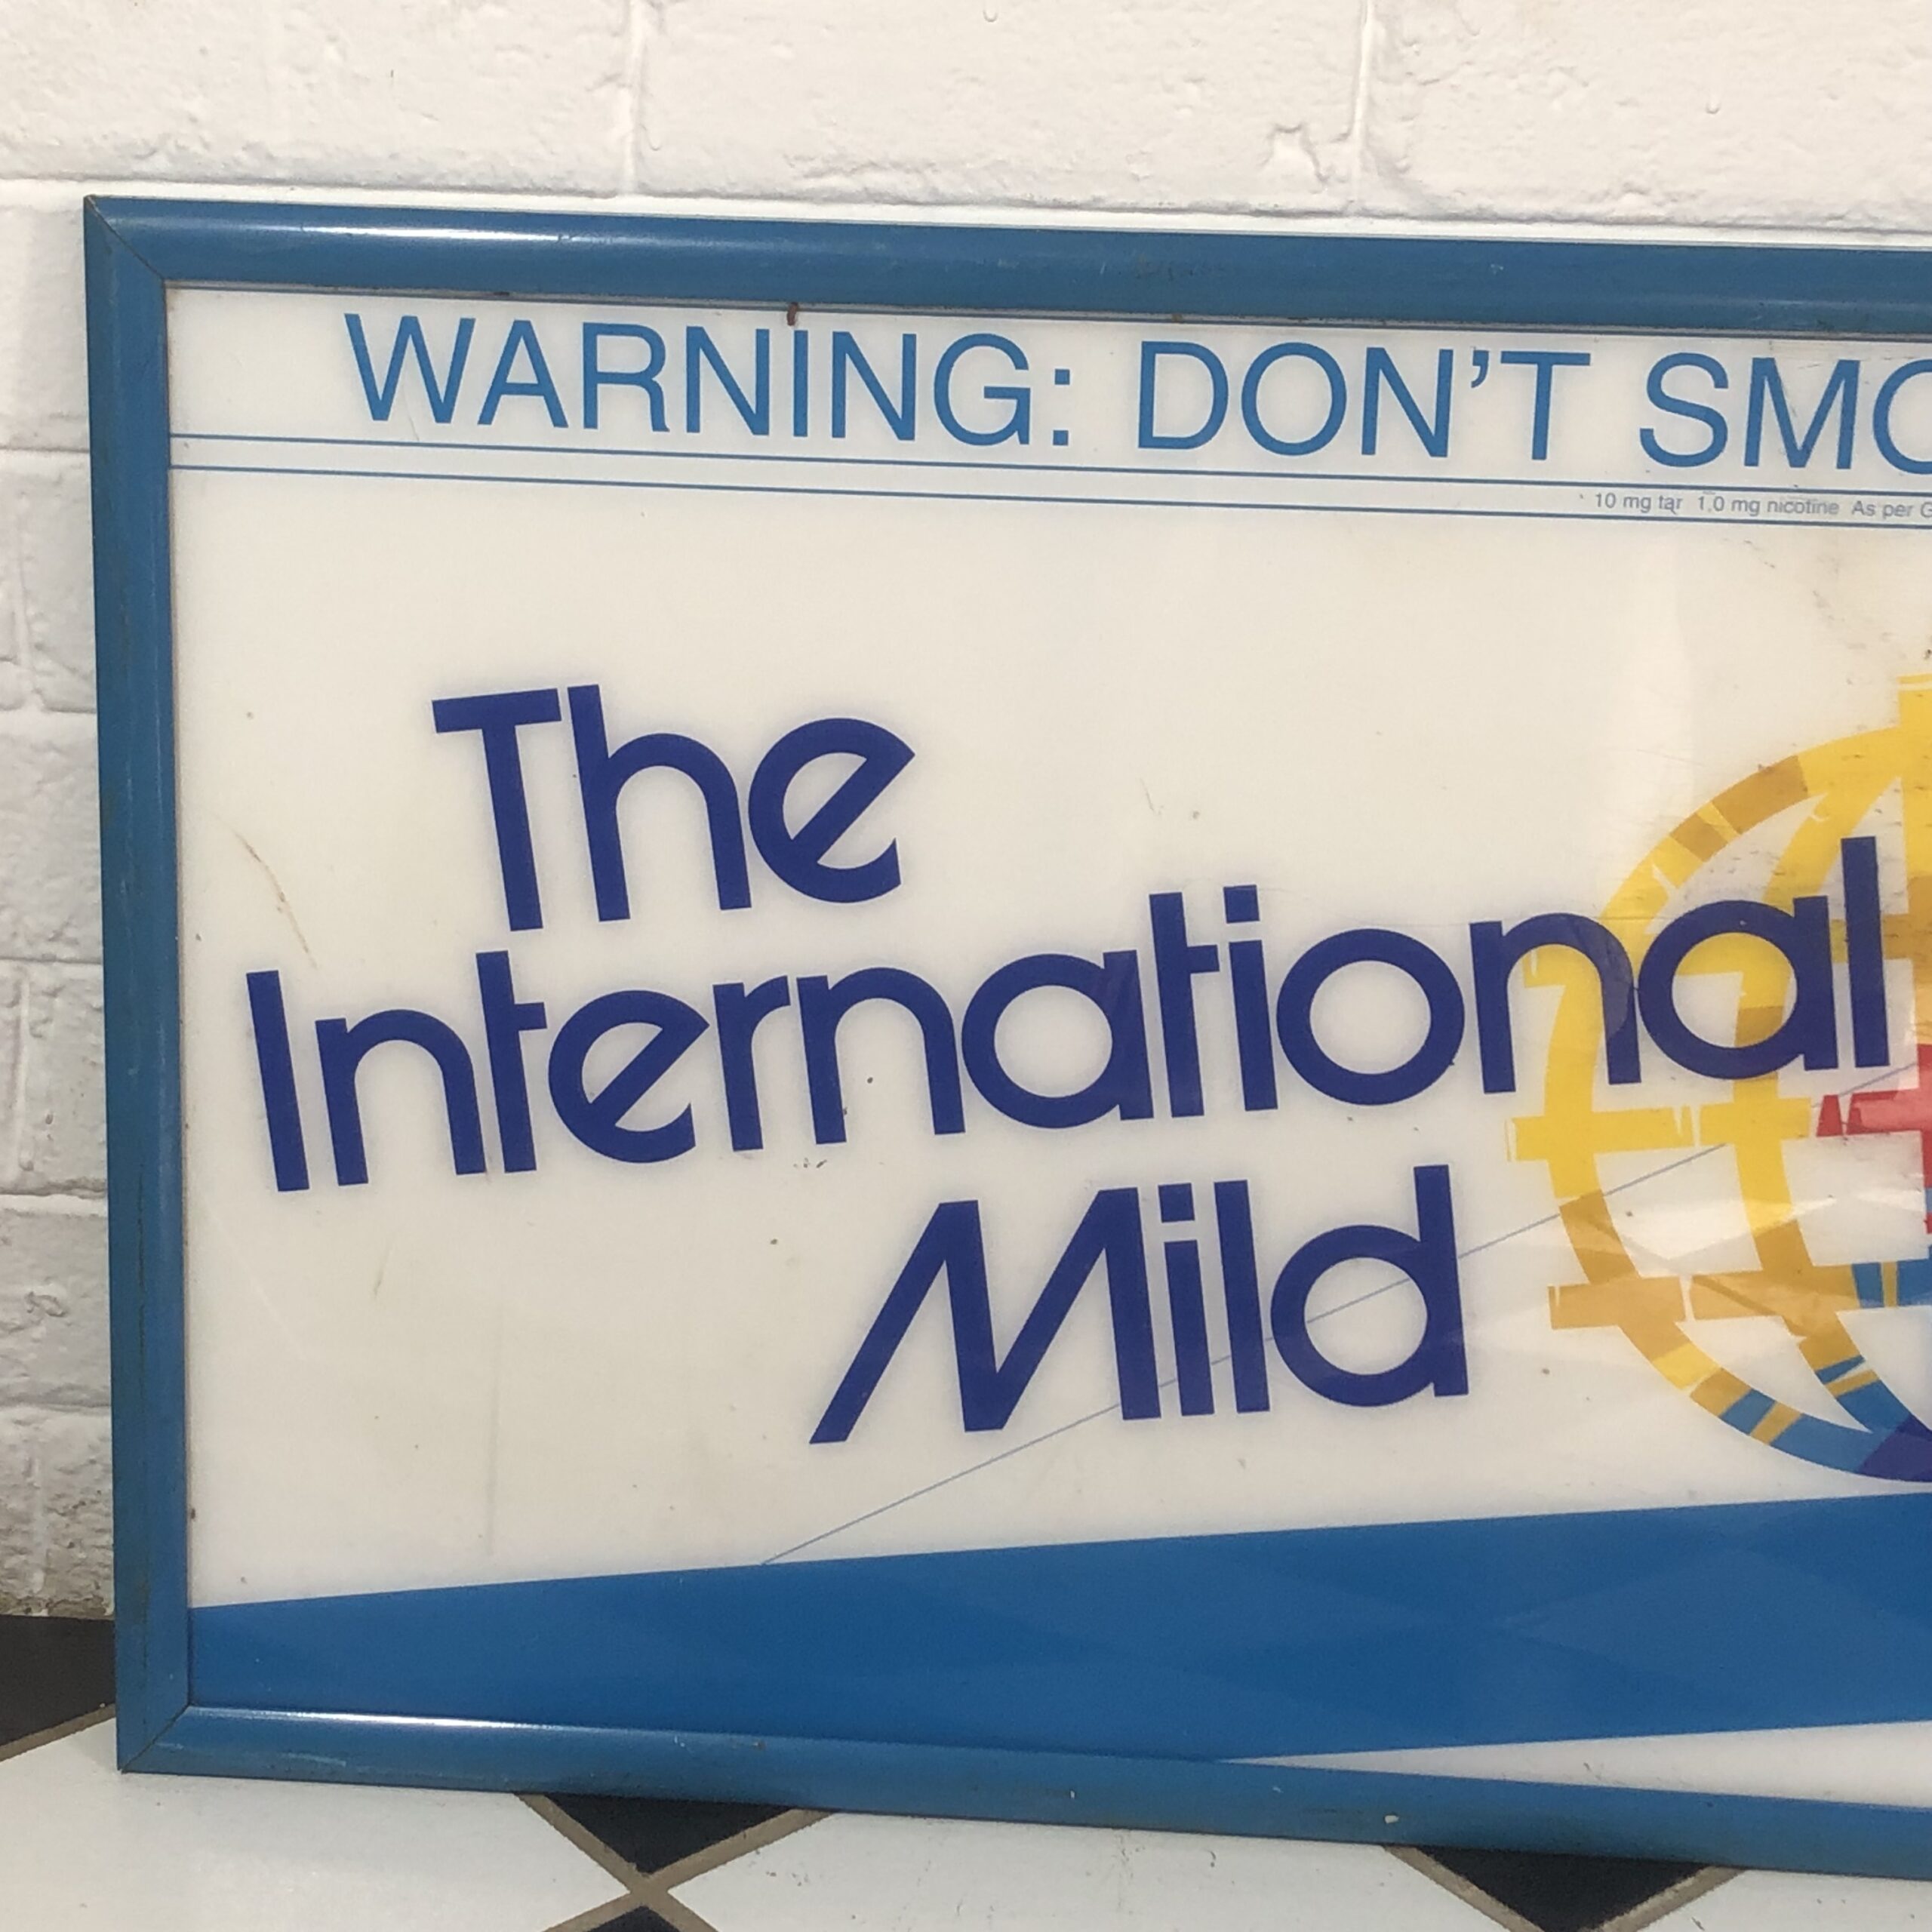 WARNING: DON'T SMO
10 mg tar 1.0 mg nicotine As per G
The
International
Mild